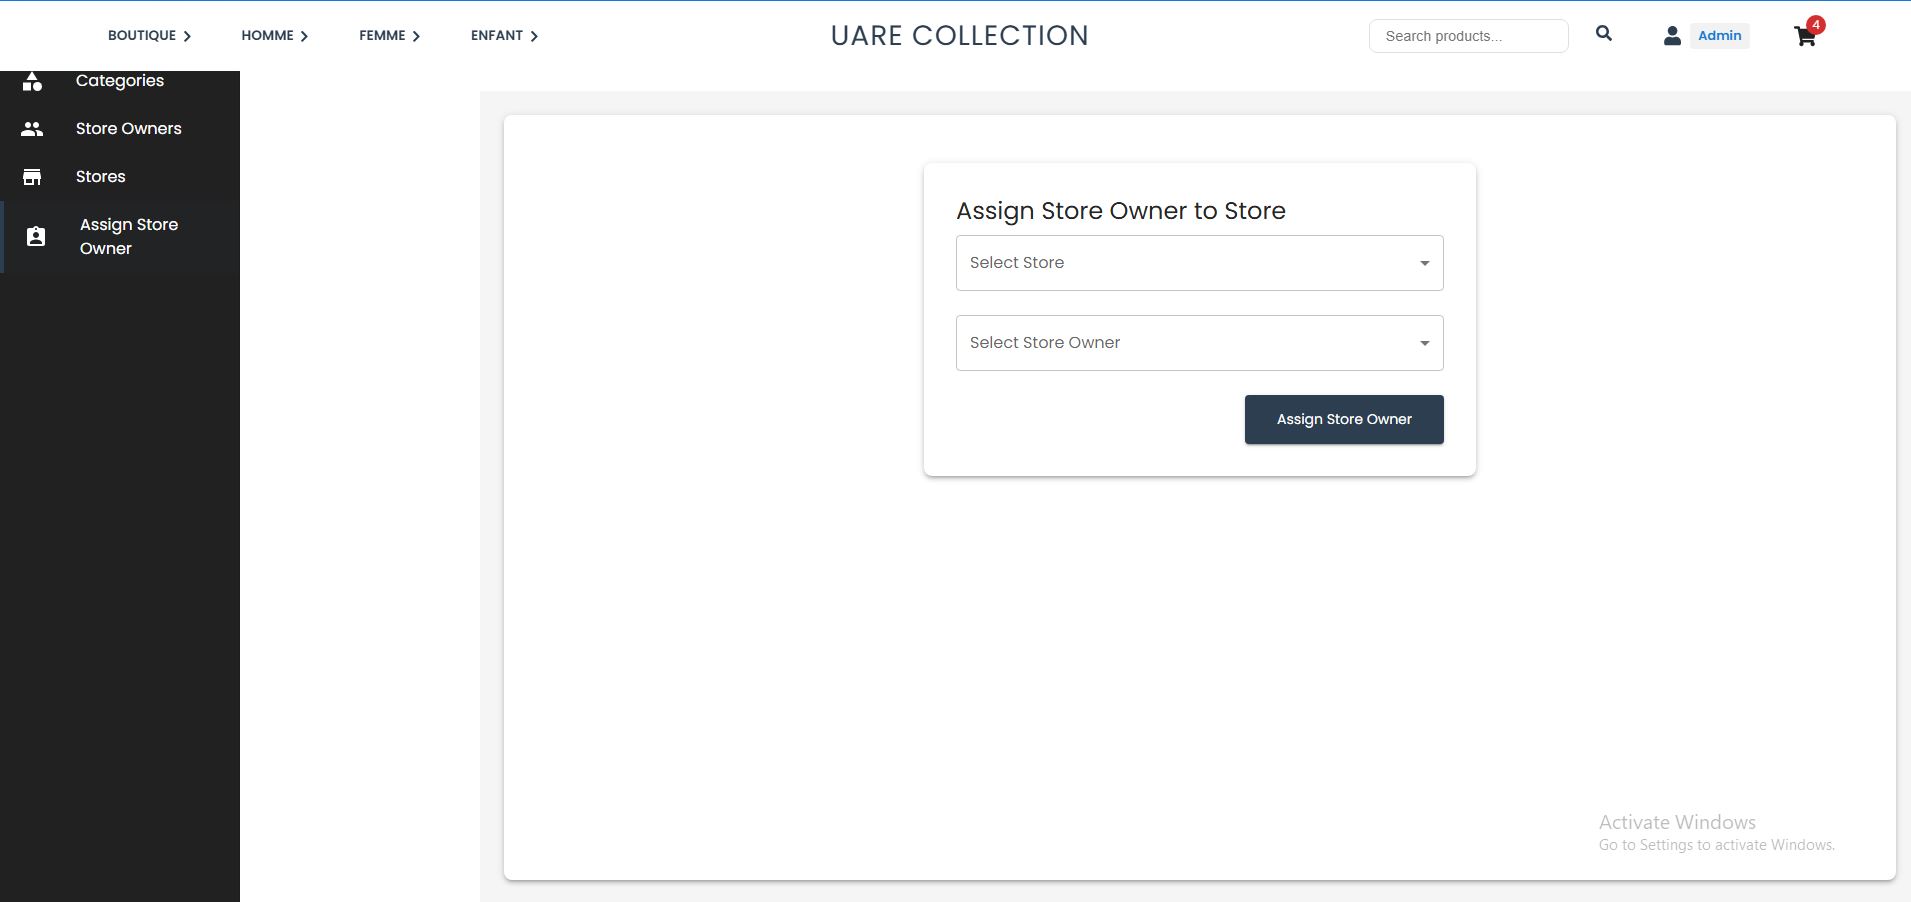 BOUTIQUE
HOMME
FEMME
ENFANT
UARE COLLECTION
Search products...
Admin
4
Categories
Store Owners
Stores
Assign Store
Owner
Assign Store Owner to Store
Select Store
Select Store Owner
Assign Store Owner
Activate Windows
Go to Settings to activate Windows.